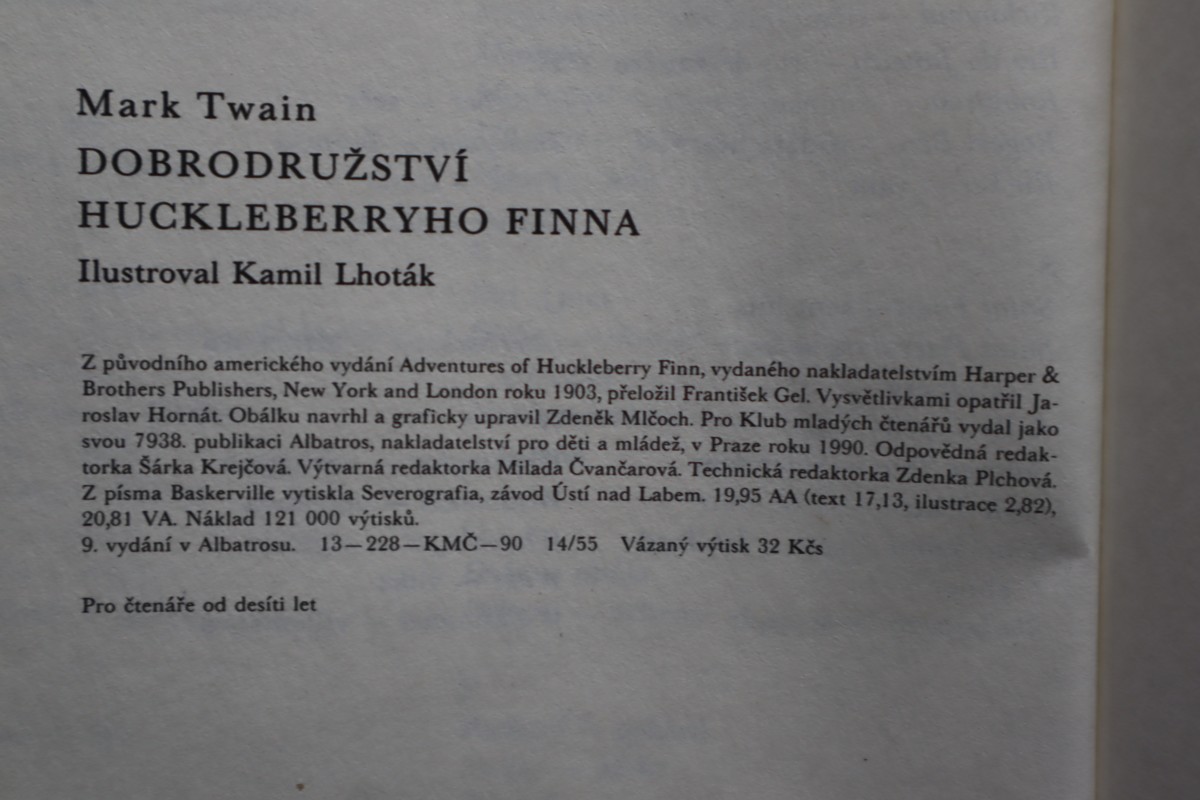 Mark Twain
DOBRODRUŽSTVÍ
HUCKLEBERRYHO FINNA
Ilustroval Kamil Lhoták
Z původního amerického vydání Adventures of Huckleberry Finn, vydaného nakladatelstvím Harper &
Brothers Publishers, New York and London roku 1903, přeložil František Gel. Vysvětlivkami opatřil Ja-
roslav Hornát. Obálku navrhl a graficky upravil Zdeněk Mlčoch. Pro Klub mladých čtenářů vydal jako
svou 7938. publikaci Albatros, nakladatelství pro děti a mládež, v Praze roku 1990. Odpovědná redak-
torka Šárka Krejčová. Výtvarná redaktorka Milada Čvančarová. Technická redaktorka Zdenka Plchová.
Z písma Baskerville vytiskla Severografia, závod Ústí nad Labem. 19,95 AA (text 17,13, ilustrace 2,82),
20,81 VA. Náklad 121 000 výtisků.
9. vydání v Albatrosu. 13—228—KMČ—90 14/55 Vázaný výtisk 32 Kčs
Pro čtenáře od desíti let